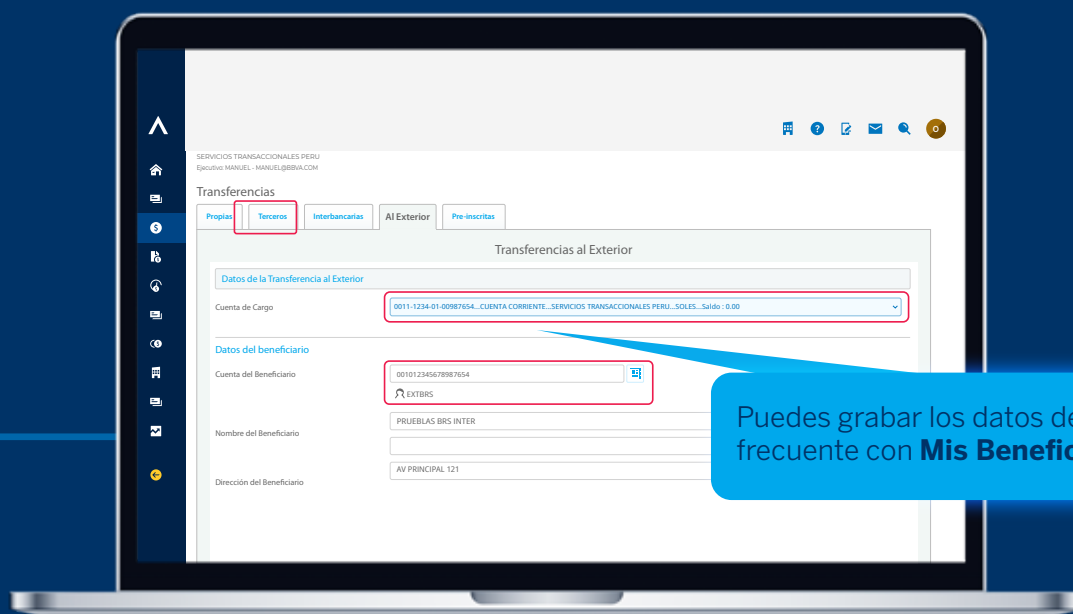 SERVICIOS TRANSACCIONALES PERU
Ejecutivo: MANUEL - MANUEL@BBVA.COM
Transferencias
Propias
Terceros
Interbancarias
Al Exterior
Pre-inscritas
Transferencias al Exterior
Datos de la Transferencia al Exterior
Cuenta de Cargo
0011-1234-01-00987654...CUENTA CORRIENTE...SERVICIOS TRANSACCIONALES PERU...SOLES...Saldo : 0.00
Datos del beneficiario
Cuenta del Beneficiario
001012345678987654
EXTBRS
Nombre del Beneficiario
PRUEBLAS BRS INTER
Dirección del Beneficiario
AV PRINCIPAL 121
Puedes grabar los datos de
frecuente con Mis Benefic
O